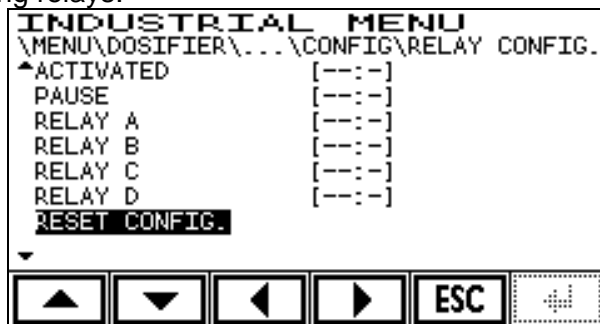 ng relays.
INDUSTRIAL MENU
\MENU\DOSIFIER\...\CONFIG\RELAY CONFIG.
ACTIVATED [--:-]
PAUSE [--:-]
RELAY A [--:-]
RELAY B [--:-]
RELAY C [--:-]
RELAY D [--:-]
RESET CONFIG.
ESC